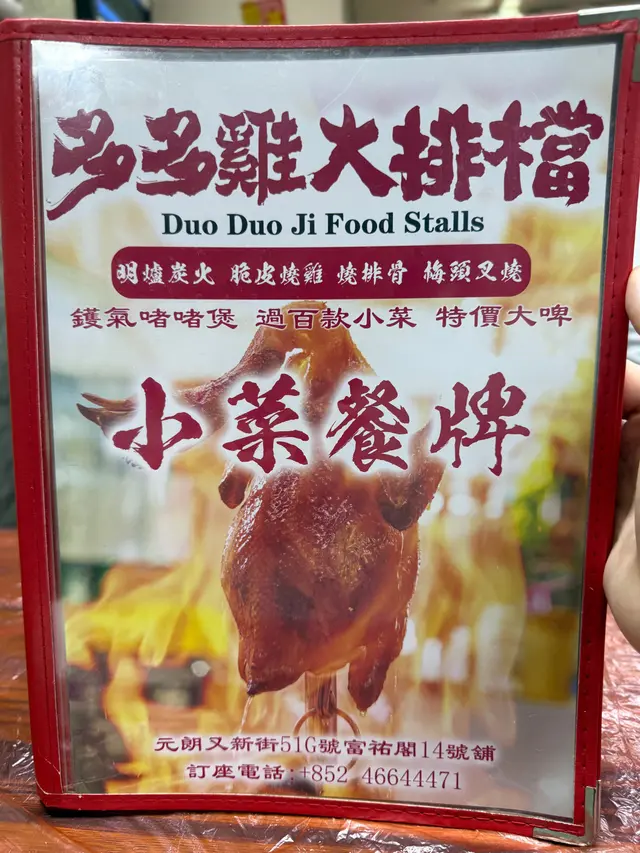 多多雞大排檔
Duo Duo Ji Food Stalls
明爐炭火 脆皮燒雞 燒排骨 梅頭叉燒
鑊氣啫啫煲 過百款小菜 特價大啤
小菜餐牌
元朗又新街51G號富祐閣14號舖
訂座電話:+852 46644471